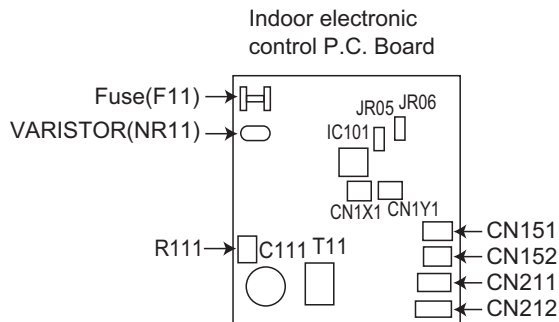 Indoor electronic
control P.C. Board
Fuse(F11)
JR05 JR06
VARISTOR(NR11)
IC101
CN1X1 CN1Y1
CN151
R111 C111 T11
CN152
CN211
CN212